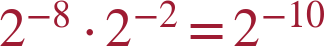 2⁻⁸ · 2⁻² = 2⁻¹⁰